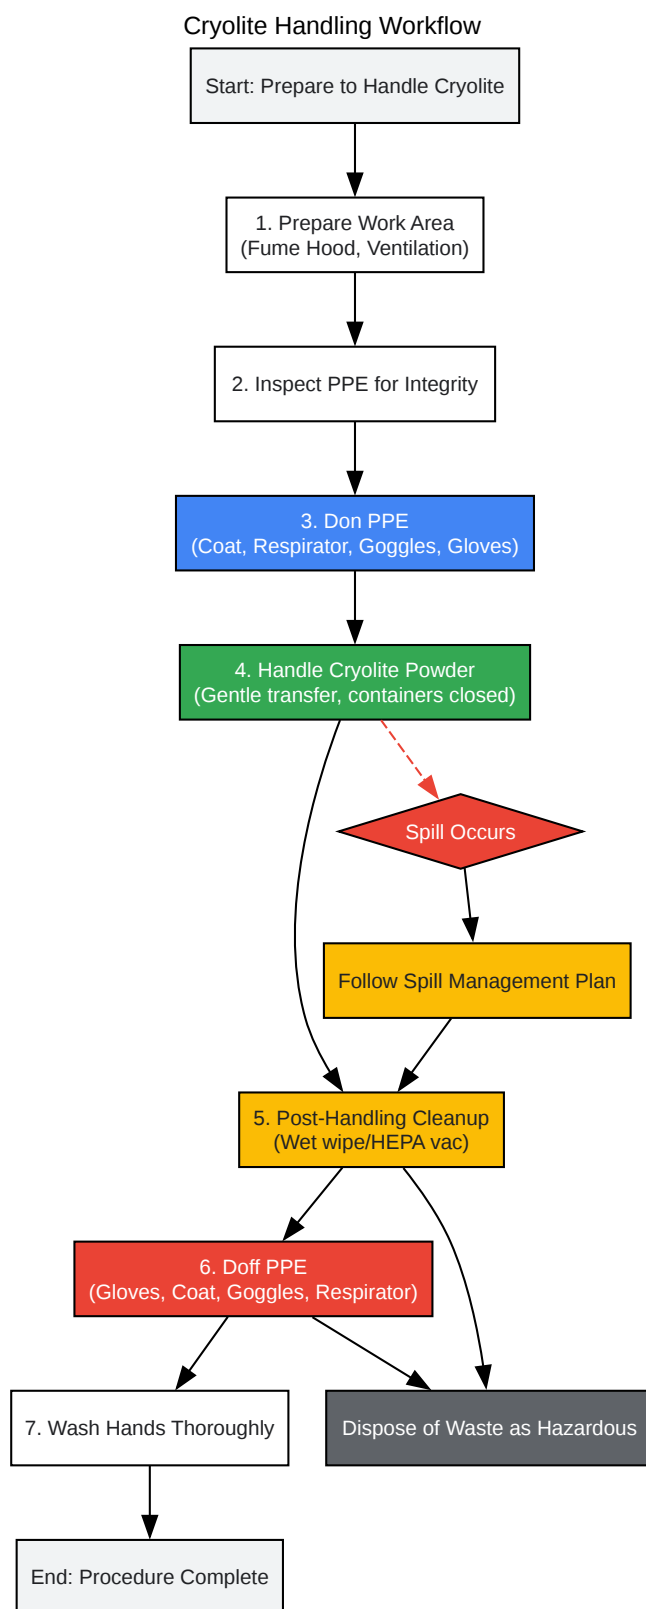 Cryolite Handling Workflow
Start: Prepare to Handle Cryolite
1. Prepare Work Area
(Fume Hood, Ventilation)
2. Inspect PPE for Integrity
3. Don PPE
(Coat, Respirator, Goggles, Gloves)
4. Handle Cryolite Powder
(Gentle transfer, containers closed)
Spill Occurs
Follow Spill Management Plan
5. Post-Handling Cleanup
(Wet wipe/HEPA vac)
6. Doff PPE
(Gloves, Coat, Goggles, Respirator)
7. Wash Hands Thoroughly
Dispose of Waste as Hazardous
End: Procedure Complete